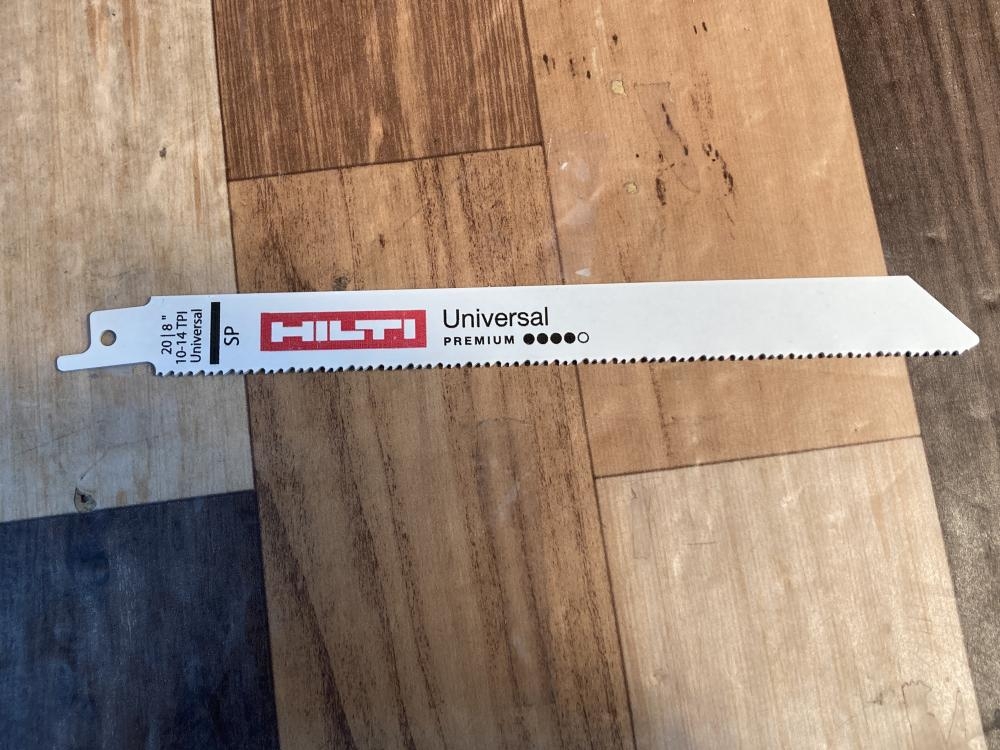 20 | 8"
10-14 TPI
Universal
SP
HILTI
Universal
PREMIUM